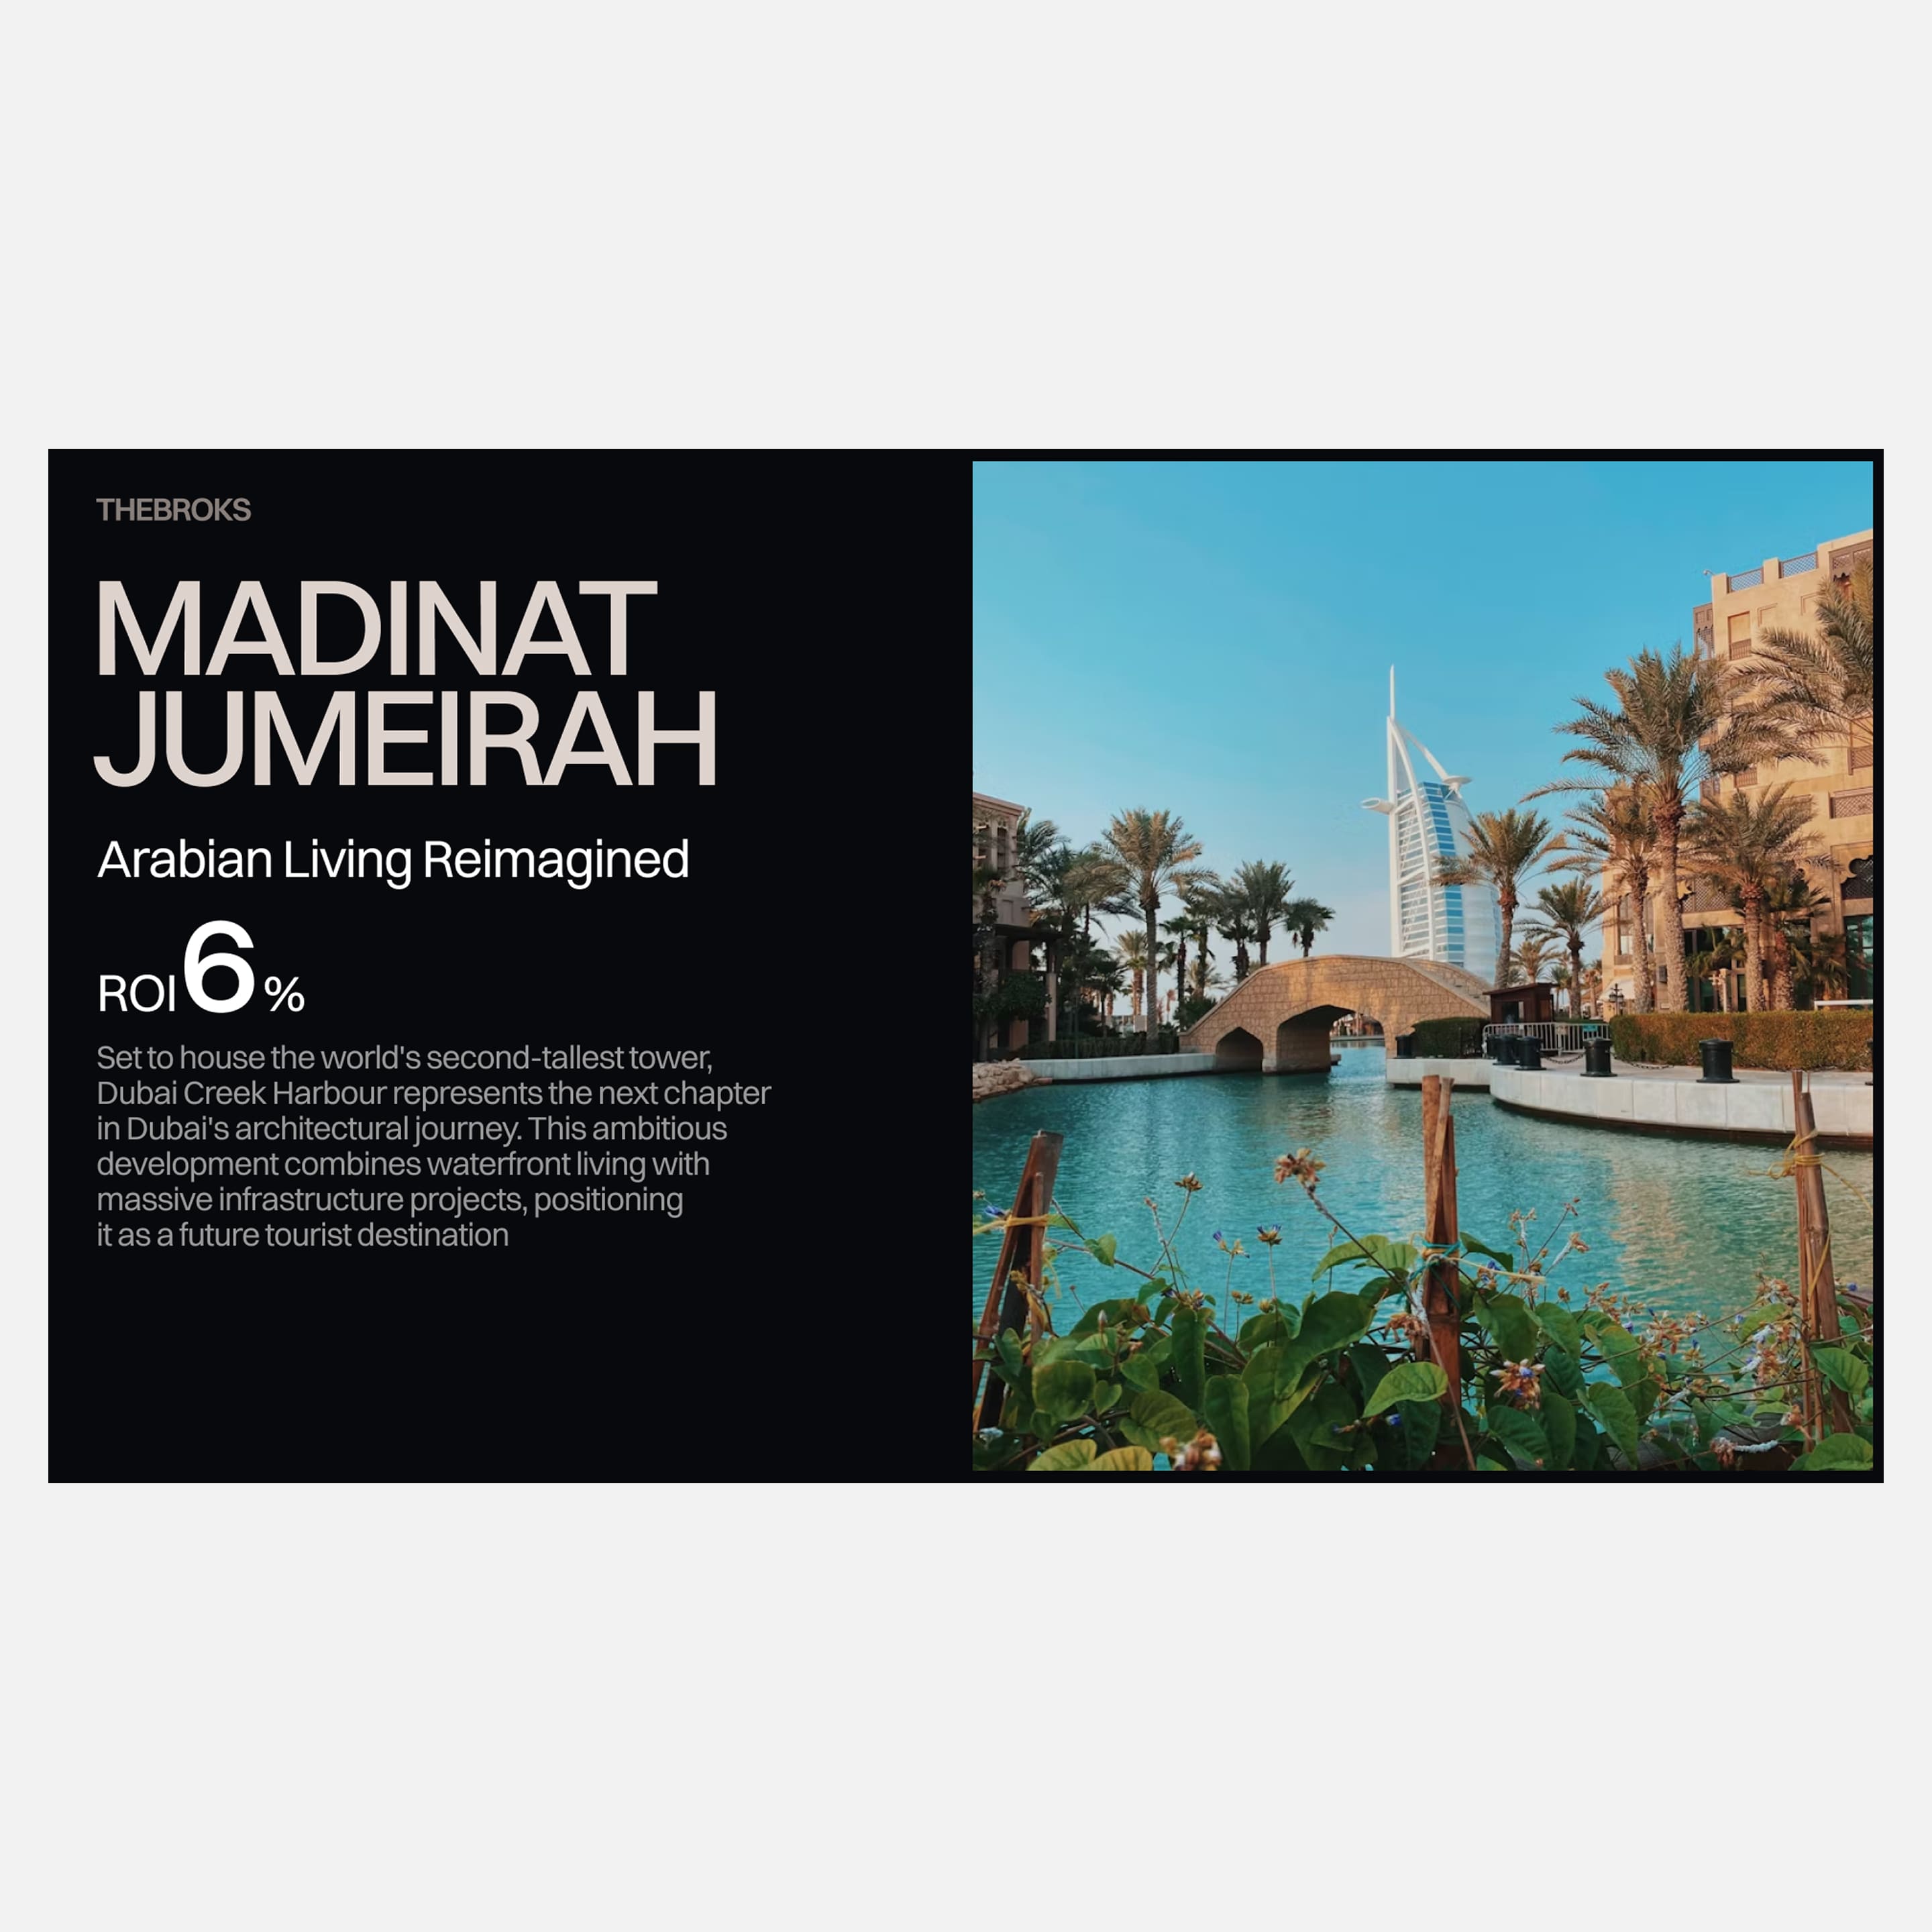 THEBROKS
MADINAT
JUMEIRAH
Arabian Living Reimagined
ROI 6 %
Set to house the world's second-tallest tower,
Dubai Creek Harbour represents the next chapter
in Dubai's architectural journey. This ambitious
development combines waterfront living with
massive infrastructure projects, positioning
it as a future tourist destination